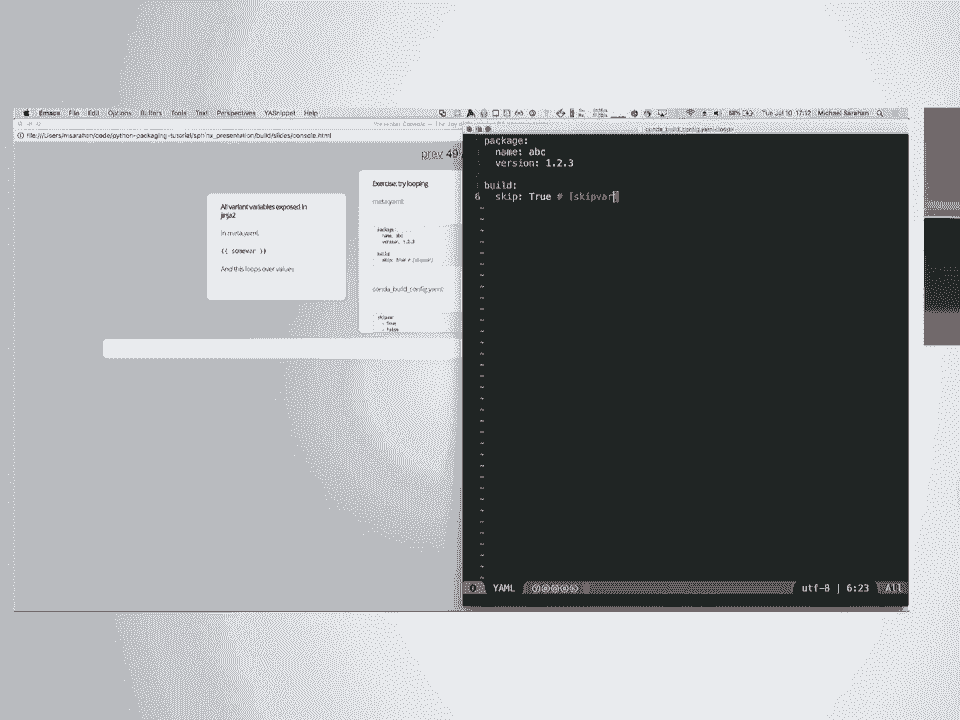 Emacs File Edit Options Buffers Tools Text Perspectives YASnippet Help
68% Tue Jul 10 17:12 Michael Sarahan
file:///Users/msarahan/code/python-packaging-tutorial/sphinx_presentation/build/slides/console.html
prev 49
All variant variables exposed in
jinja2
In meta.yaml:
{{ somevar }}
And this loops over values
Exercise: try looping
meta.yaml:
package:
name: abc
version: 1.2.3
build:
skip: True # [skipvar]
conda_build_config.yaml:
skipvar:
- True
- False
package:
name: abc
version: 1.2.3
build:
6 skip: True # [skipvar]
YAML utf-8 | 6:23 All